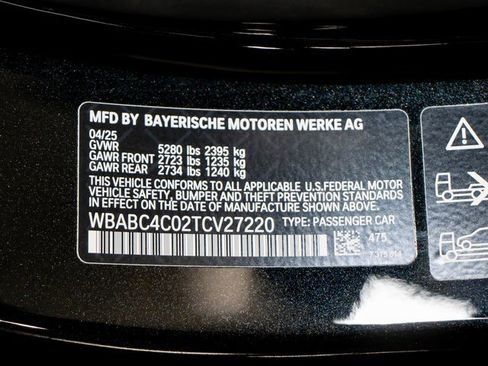 MFD BY BAYERISCHE MOTOREN WERKE AG
04/25
GVWR 5280 lbs 2395 kg
GAWR FRONT 2723 lbs 1235 kg
GAWR REAR 2734 lbs 1240 kg
THIS VEHICLE CONFORMS TO ALL APPLICABLE U.S.FEDERAL MOTOR
VEHICLE SAFETY, BUMPER AND THEFT PREVENTION STANDARDS
IN EFFECT ON THE DATE OF MANUFACTURE SHOWN ABOVE.
WBABC4C02TCV27220 TYPE: PASSENGER CAR
475